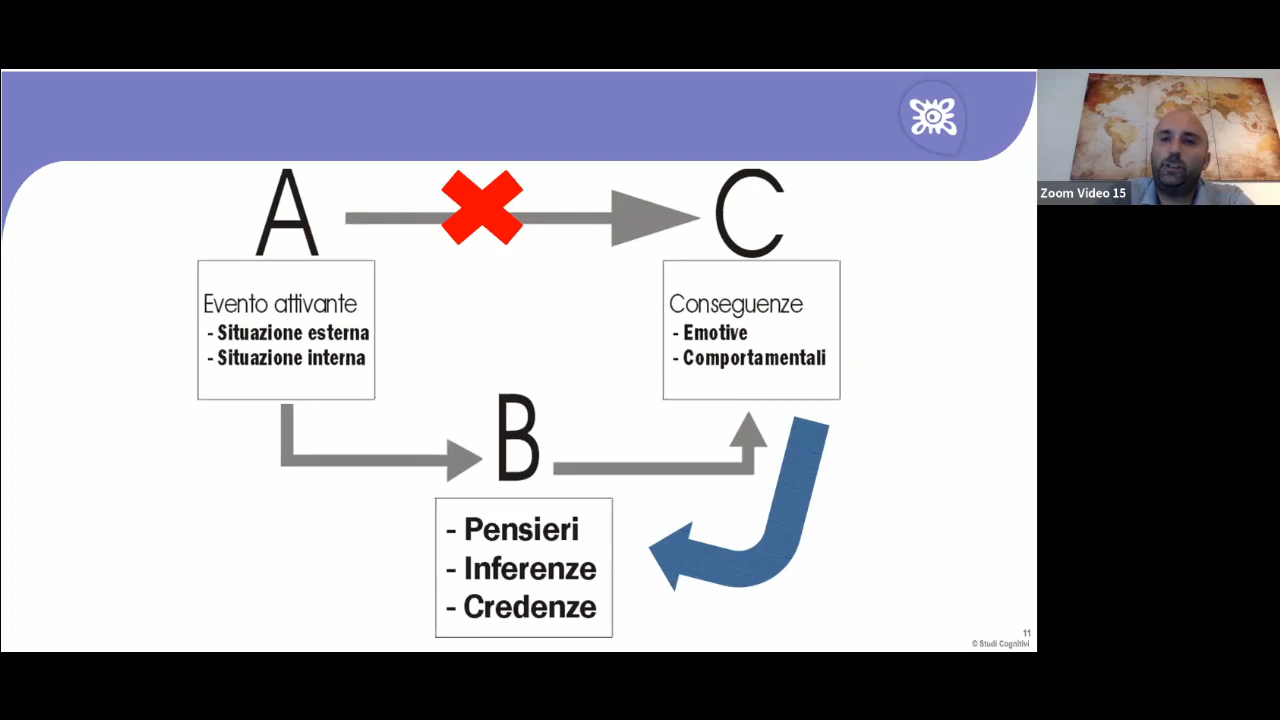 A
C
Evento attivante
- Situazione esterna
- Situazione interna
Conseguenze
- Emotive
- Comportamentali
B
- Pensieri
- Inferenze
- Credenze
11
© Studi Cognitivi
Zoom Video 15